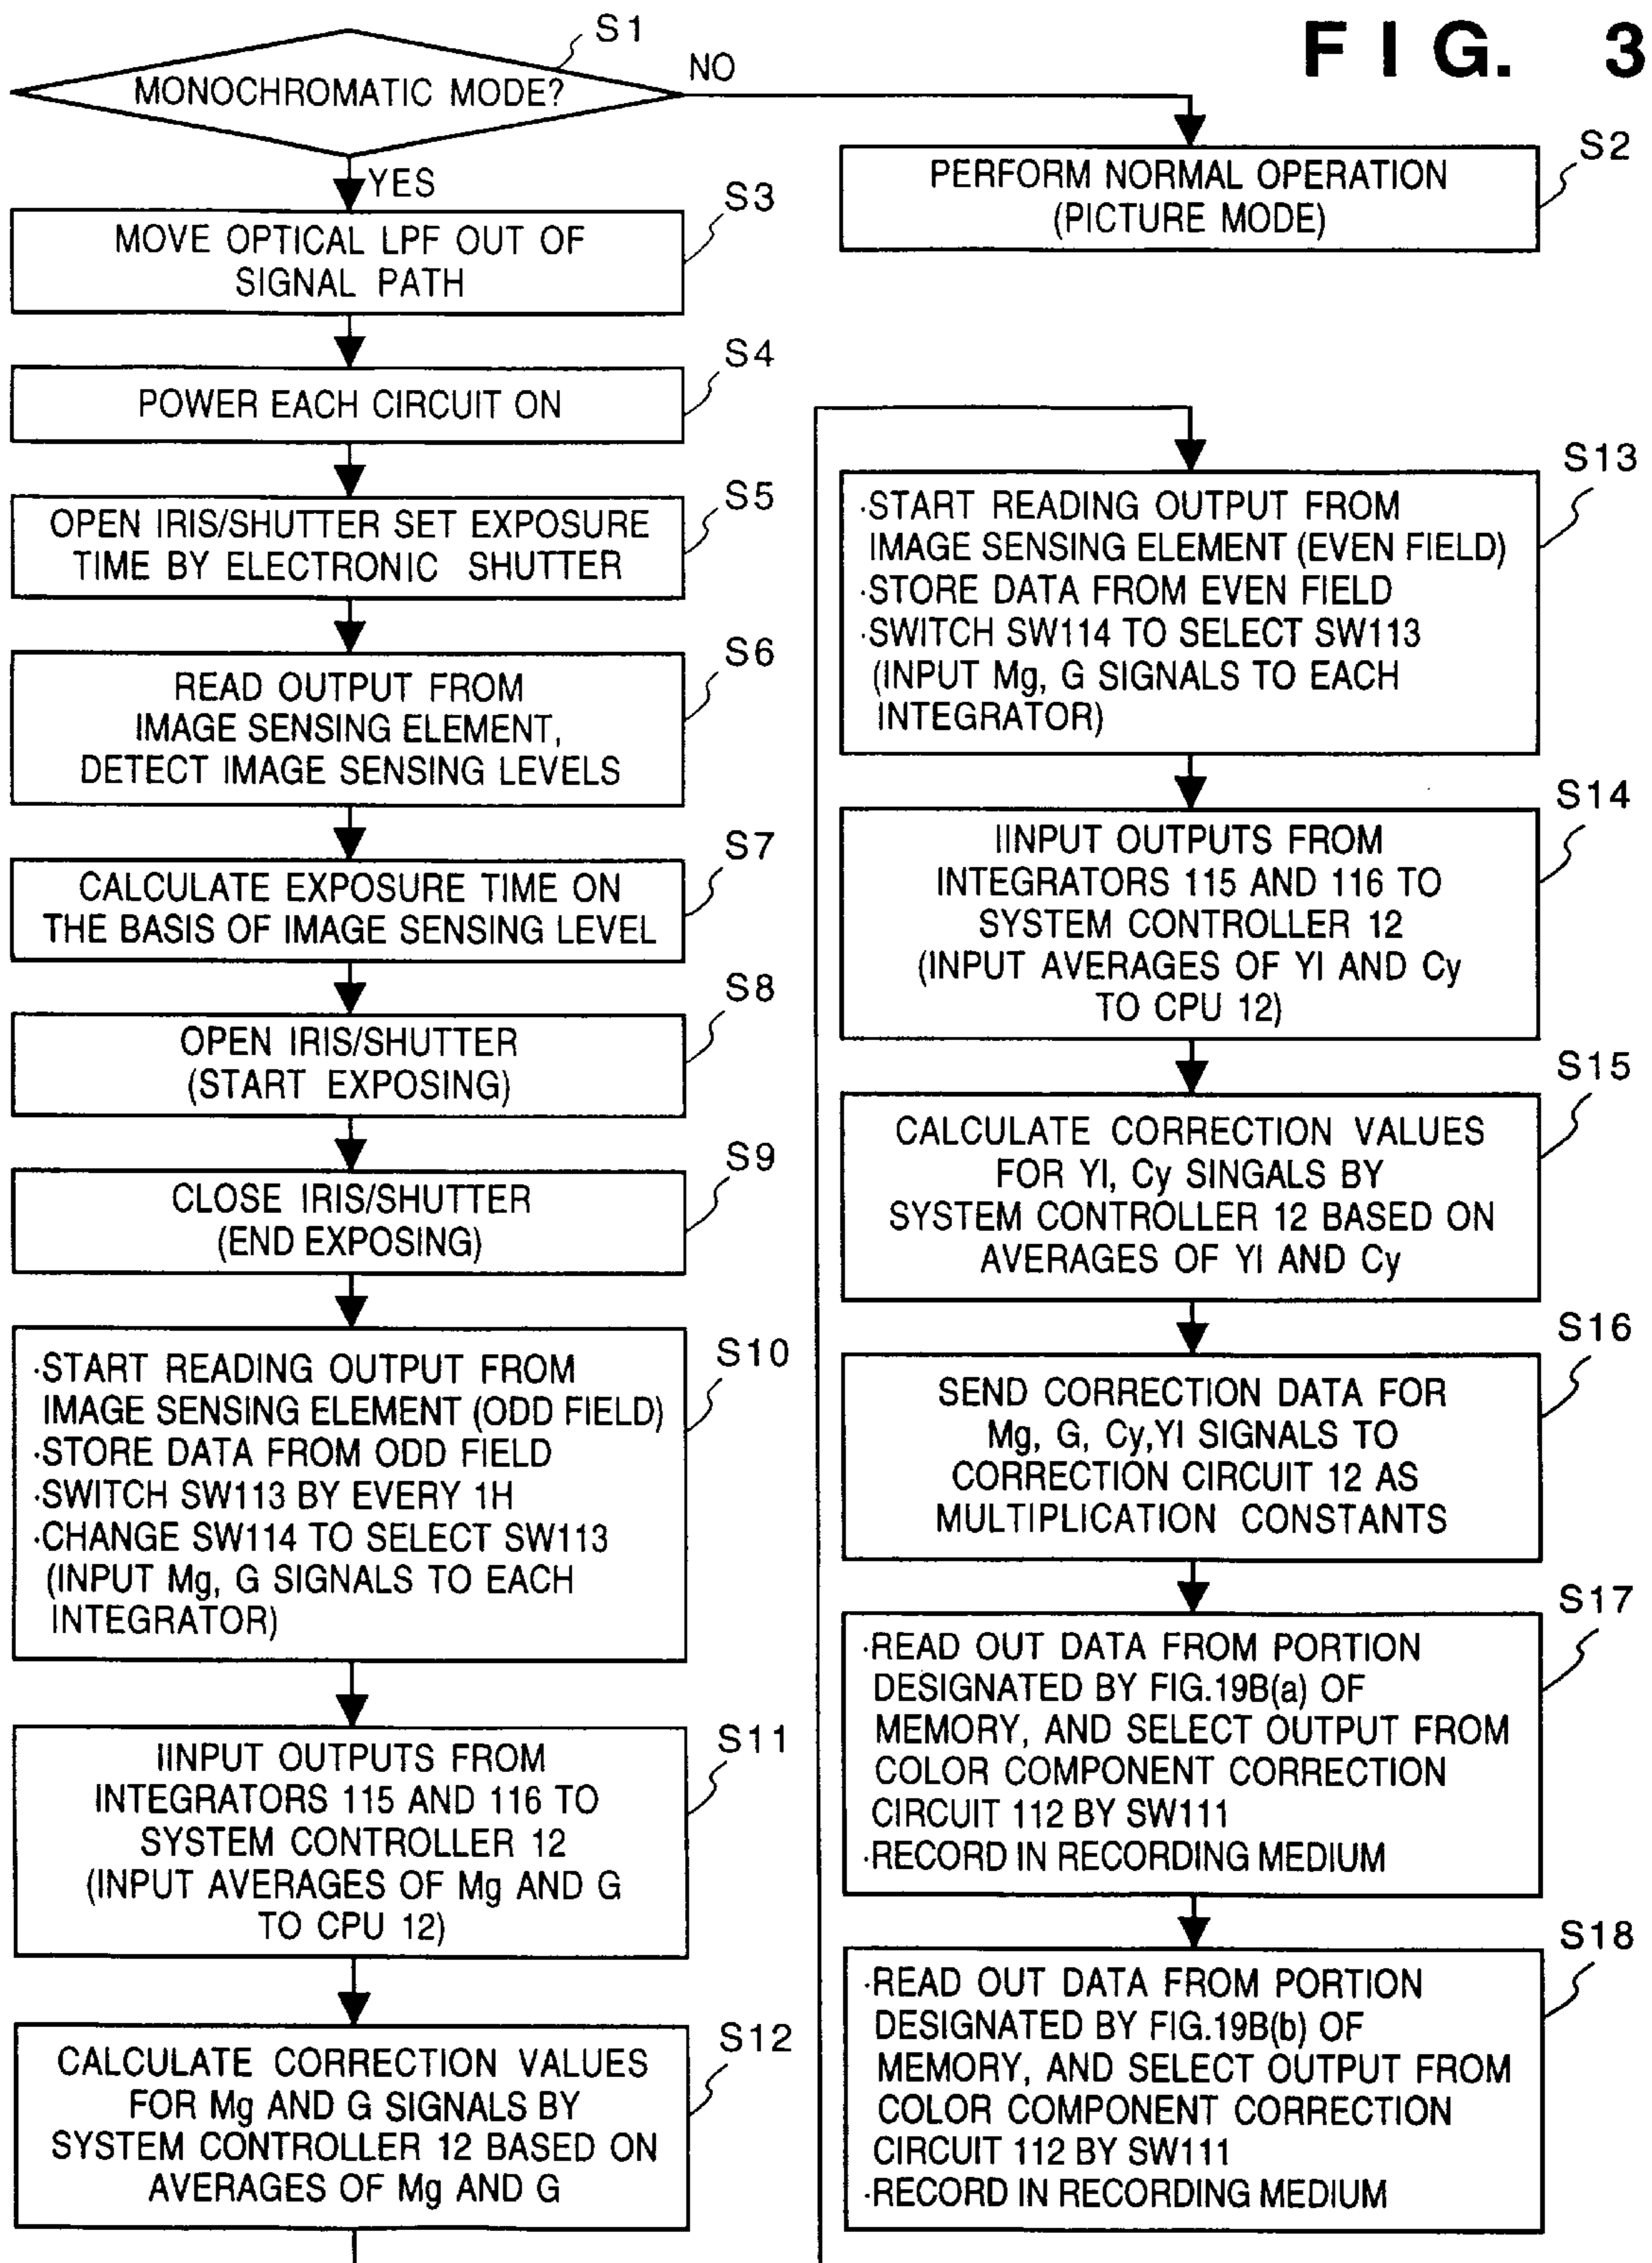 FIG. 3
S1
MONOCHROMATIC MODE?
NO
YES
S2
PERFORM NORMAL OPERATION
(PICTURE MODE)
S3
MOVE OPTICAL LPF OUT OF
SIGNAL PATH
S4
POWER EACH CIRCUIT ON
S5
OPEN IRIS/SHUTTER SET EXPOSURE
TIME BY ELECTRONIC SHUTTER
S6
READ OUTPUT FROM
IMAGE SENSING ELEMENT,
DETECT IMAGE SENSING LEVELS
S7
CALCULATE EXPOSURE TIME ON
THE BASIS OF IMAGE SENSING LEVEL
S8
OPEN IRIS/SHUTTER
(START EXPOSING)
S9
CLOSE IRIS/SHUTTER
(END EXPOSING)
S10
·START READING OUTPUT FROM
IMAGE SENSING ELEMENT (ODD FIELD)
·STORE DATA FROM ODD FIELD
·SWITCH SW113 BY EVERY 1H
·CHANGE SW114 TO SELECT SW113
(INPUT Mg, G SIGNALS TO EACH
INTEGRATOR)
S11
IINPUT OUTPUTS FROM
INTEGRATORS 115 AND 116 TO
SYSTEM CONTROLLER 12
(INPUT AVERAGES OF Mg AND G
TO CPU 12)
S12
CALCULATE CORRECTION VALUES
FOR Mg AND G SIGNALS BY
SYSTEM CONTROLLER 12 BASED ON
AVERAGES OF Mg AND G
S13
·START READING OUTPUT FROM
IMAGE SENSING ELEMENT (EVEN FIELD)
·STORE DATA FROM EVEN FIELD
·SWITCH SW114 TO SELECT SW113
(INPUT Mg, G SIGNALS TO EACH
INTEGRATOR)
S14
IINPUT OUTPUTS FROM
INTEGRATORS 115 AND 116 TO
SYSTEM CONTROLLER 12
(INPUT AVERAGES OF Yl AND Cy
TO CPU 12)
S15
CALCULATE CORRECTION VALUES
FOR Yl, Cy SINGALS BY
SYSTEM CONTROLLER 12 BASED ON
AVERAGES OF Yl AND Cy
S16
SEND CORRECTION DATA FOR
Mg, G, Cy,Yl SIGNALS TO
CORRECTION CIRCUIT 12 AS
MULTIPLICATION CONSTANTS
S17
·READ OUT DATA FROM PORTION
DESIGNATED BY FIG.19B(a) OF
MEMORY, AND SELECT OUTPUT FROM
COLOR COMPONENT CORRECTION
CIRCUIT 112 BY SW111
·RECORD IN RECORDING MEDIUM
S18
·READ OUT DATA FROM PORTION
DESIGNATED BY FIG.19B(b) OF
MEMORY, AND SELECT OUTPUT FROM
COLOR COMPONENT CORRECTION
CIRCUIT 112 BY SW111
·RECORD IN RECORDING MEDIUM